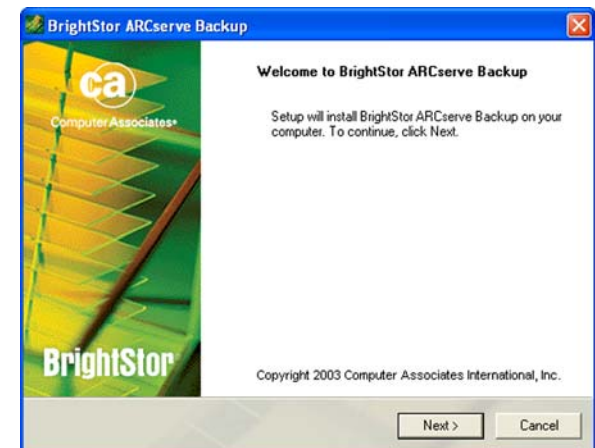 BrightStor ARCserve Backup
ca
Computer Associates®
Welcome to BrightStor ARCserve Backup
Setup will install BrightStor ARCserve Backup on your
computer. To continue, click Next.
BrightStor
Copyright 2003 Computer Associates International, Inc.
Next >
Cancel